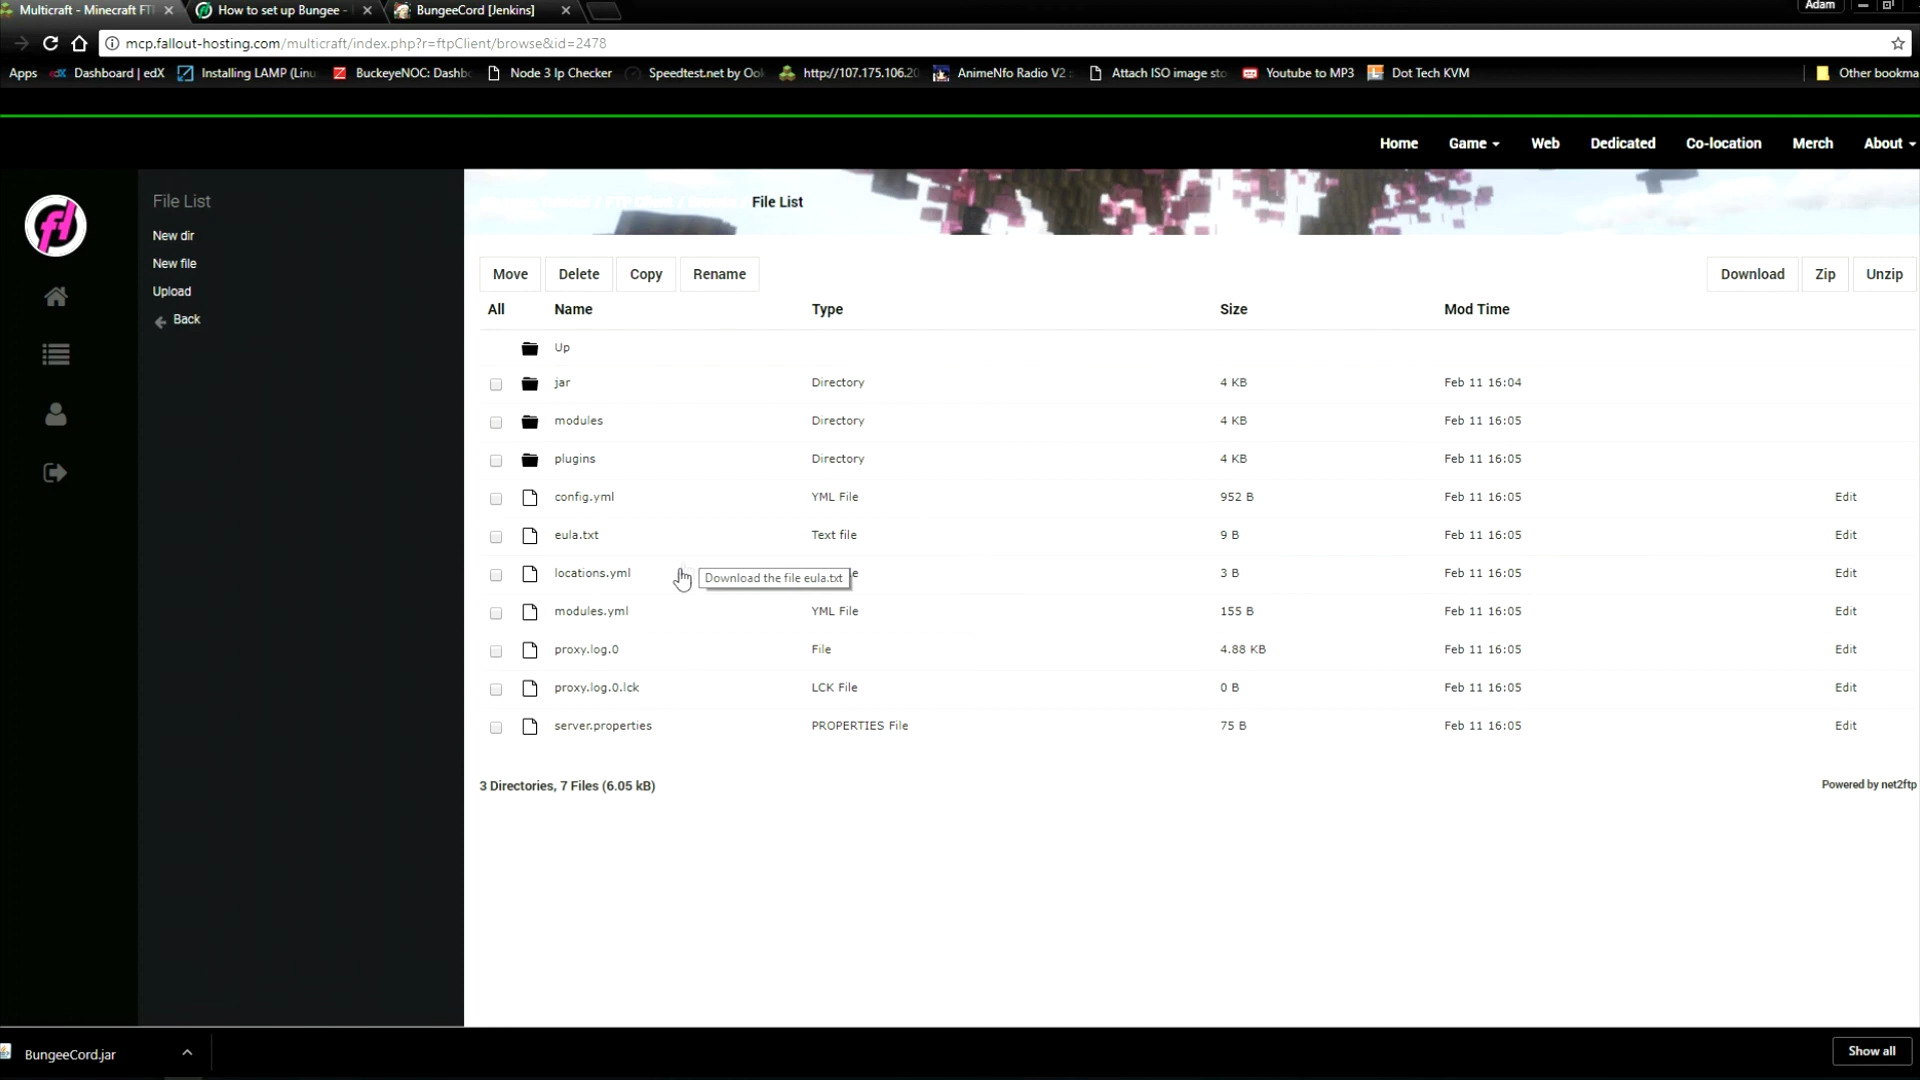 Multicraft - Minecraft FT
How to set up Bungee -
BungeeCord [Jenkins]
Adam
mcp.fallout-hosting.com/multicraft/index.php?r=ftpClient/browse&id=2478
Apps
Dashboard | edX
Installing LAMP (Linu
BuckeyeNOC: Dashb
Node 3 Ip Checker
Speedtest.net by Ook
http://107.175.106.20
AnimeNfo Radio V2
Attach ISO image sto
Youtube to MP3
Dot Tech KVM
Other bookma
Home
Game
Web
Dedicated
Co-location
Merch
About
File List
New dir
New file
Upload
Back
/ FTP Client / Browse
File List
Move
Delete
Copy
Rename
Download
Zip
Unzip
All Name Type Size Mod Time
Up
jar Directory 4 KB Feb 11 16:04
modules Directory 4 KB Feb 11 16:05
plugins Directory 4 KB Feb 11 16:05
config.yml YML File 952 B Feb 11 16:05 Edit
eula.txt Text file 9 B Feb 11 16:05 Edit
locations.yml Download the file eula.txt le 3 B Feb 11 16:05 Edit
modules.yml YML File 155 B Feb 11 16:05 Edit
proxy.log.0 File 4.88 KB Feb 11 16:05 Edit
proxy.log.0.lck LCK File 0 B Feb 11 16:05 Edit
server.properties PROPERTIES File 75 B Feb 11 16:05 Edit
3 Directories, 7 Files (6.05 kB)
Powered by net2ftp
BungeeCord.jar
Show all